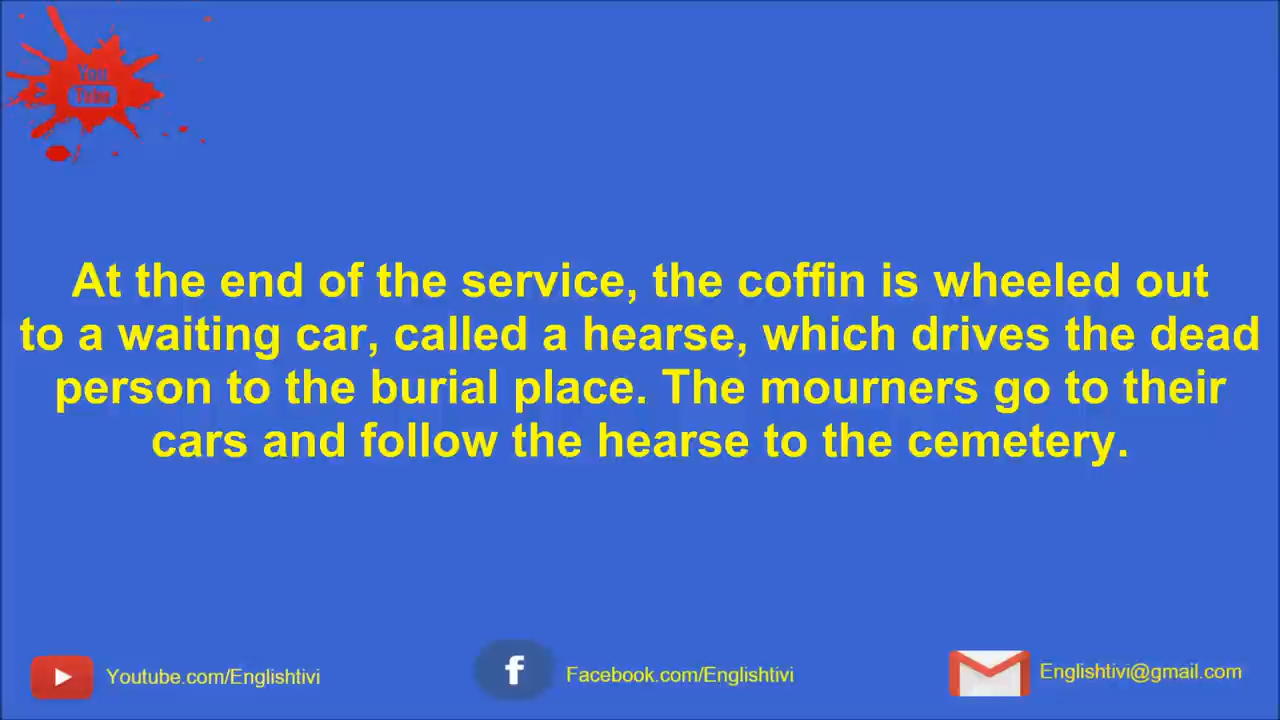 You
Tube
At the end of the service, the coffin is wheeled out
to a waiting car, called a hearse, which drives the dead
person to the burial place. The mourners go to their
cars and follow the hearse to the cemetery.
Youtube.com/Englishtivi
f
Facebook.com/Englishtivi
Englishtivi@gmail.com